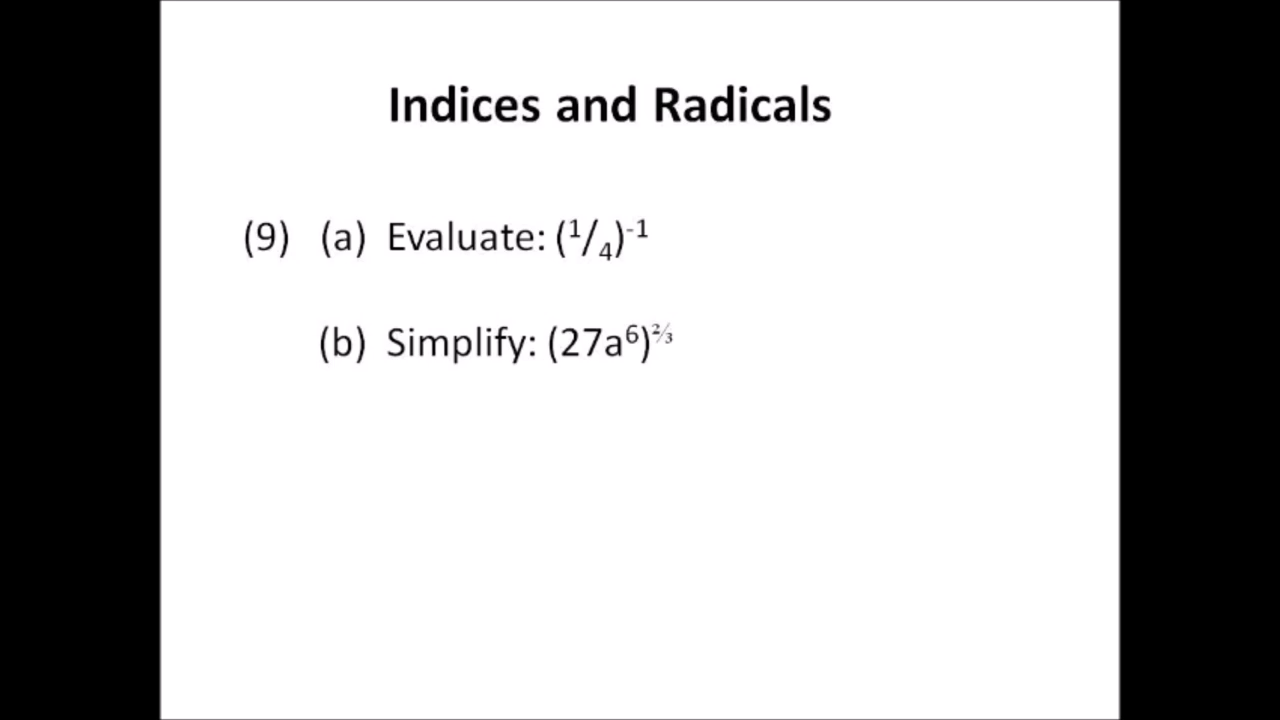 Indices and Radicals
(9) (a) Evaluate: (¹/₄)⁻¹
(b) Simplify: (27a⁶)^⅔